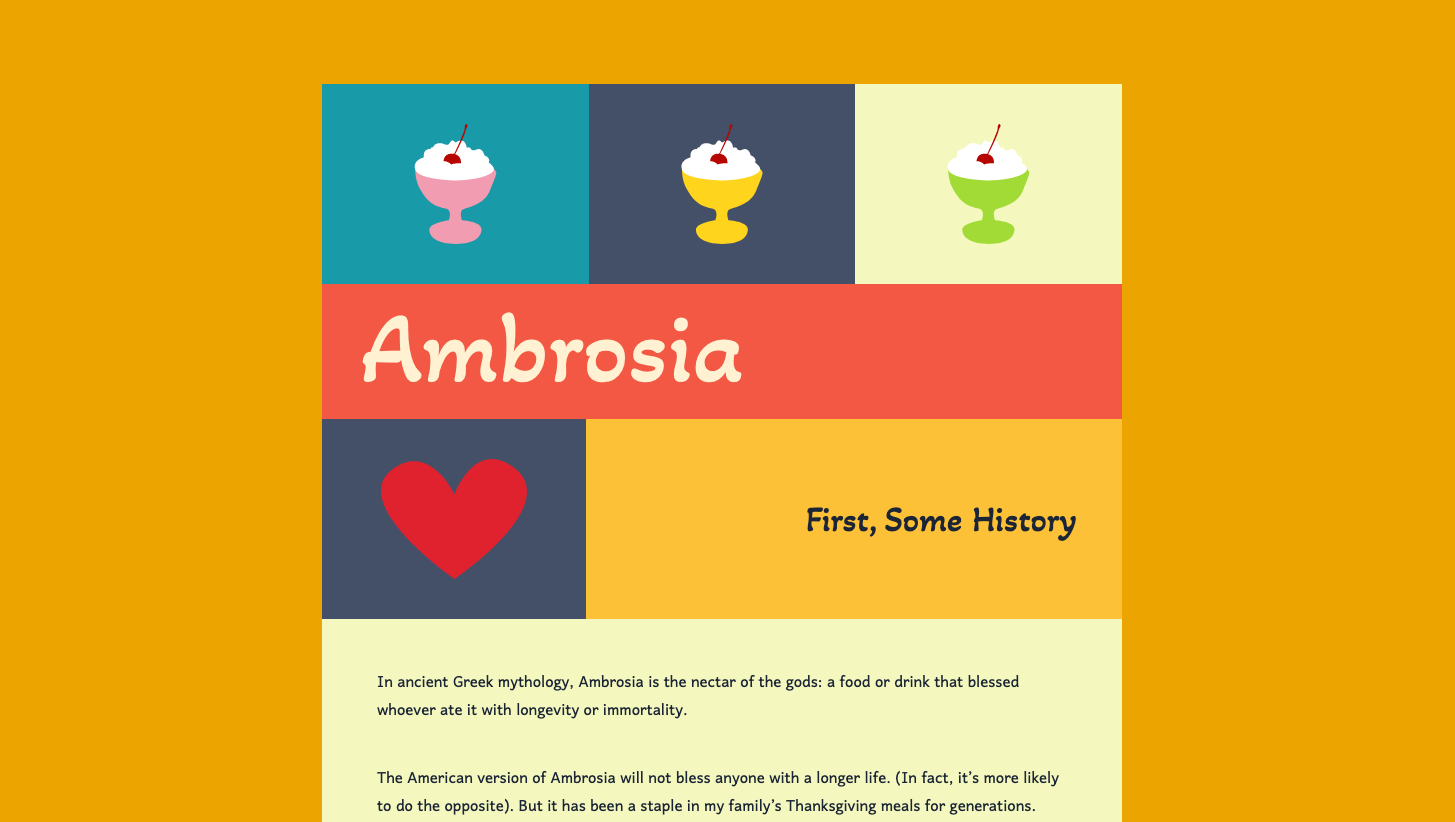 Ambrosia
First, Some History
In ancient Greek mythology, Ambrosia is the nectar of the gods: a food or drink that blessed
whoever ate it with longevity or immortality.
The American version of Ambrosia will not bless anyone with a longer life. (In fact, it’s more likely
to do the opposite). But it has been a staple in my family’s Thanksgiving meals for generations.